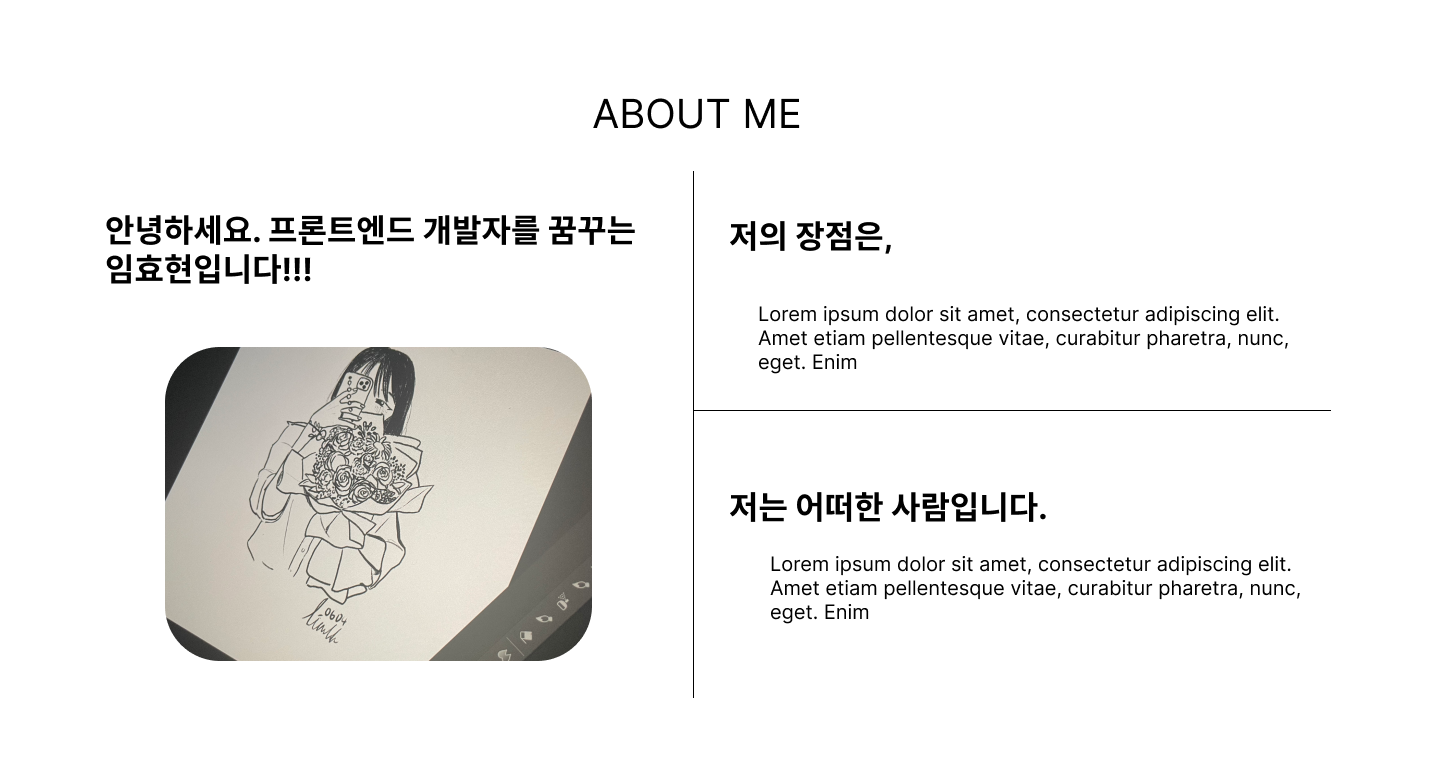 ABOUT ME
안녕하세요. 프론트엔드 개발자를 꿈꾸는
임효현입니다!!!
0604
저의 장점은,
Lorem ipsum dolor sit amet, consectetur adipiscing elit.
Amet etiam pellentesque vitae, curabitur pharetra, nunc,
eget. Enim
저는 어떠한 사람입니다.
Lorem ipsum dolor sit amet, consectetur adipiscing elit.
Amet etiam pellentesque vitae, curabitur pharetra, nunc,
eget. Enim